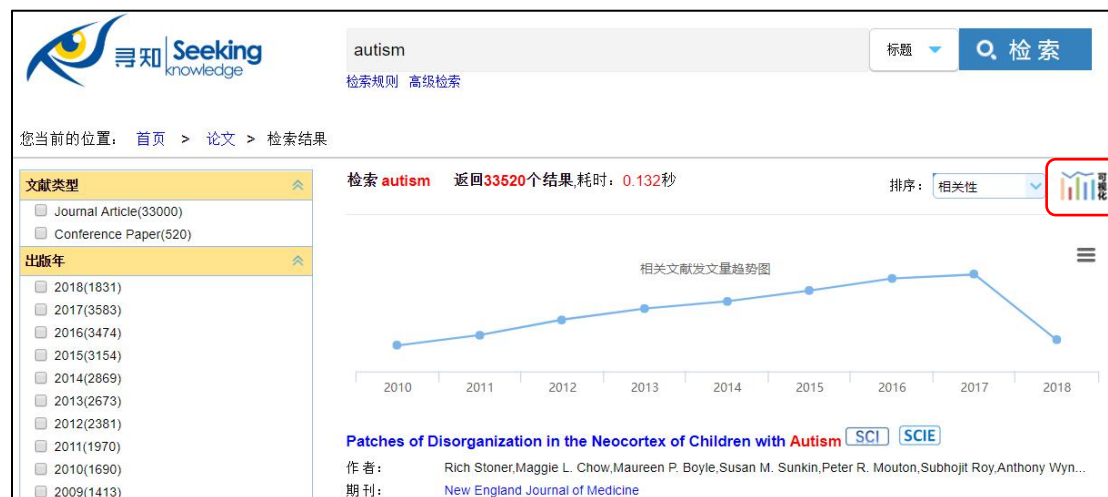 寻知 Seeking knowledge
autism
标题
检索
检索规则 高级检索
您当前的位置： 首页 > 论文 > 检索结果
文献类型
Journal Article(33000)
Conference Paper(520)
出版年
2018(1831)
2017(3583)
2016(3474)
2015(3154)
2014(2869)
2013(2673)
2012(2381)
2011(1970)
2010(1690)
2009(1413)
检索 autism 返回33520个结果,耗时：0.132秒
排序： 相关性
可视化
相关文献发文量趋势图
2010 2011 2012 2013 2014 2015 2016 2017 2018
Patches of Disorganization in the Neocortex of Children with Autism SCI SCIE
作者： Rich Stoner,Maggie L. Chow,Maureen P. Boyle,Susan M. Sunkin,Peter R. Mouton,Subhojit Roy,Anthony Wyn...
期刊： New England Journal of Medicine